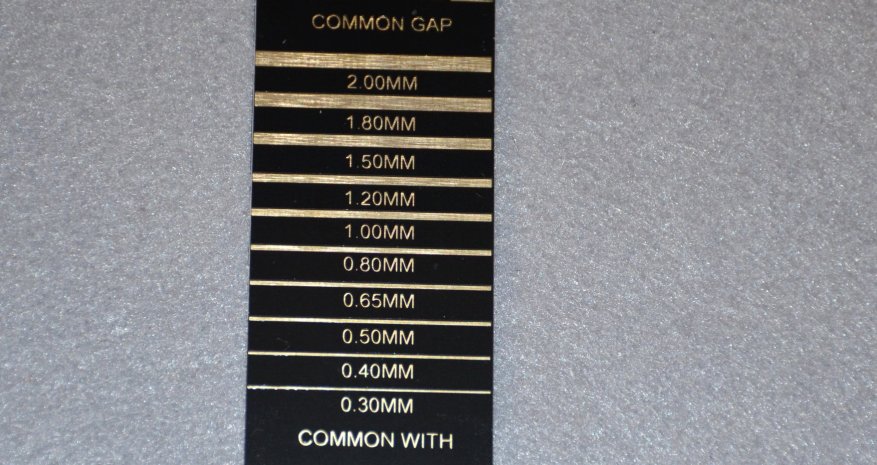 COMMON GAP
2.00MM
1.80MM
1.50MM
1.20MM
1.00MM
0.80MM
0.65MM
0.50MM
0.40MM
0.30MM
COMMON WITH